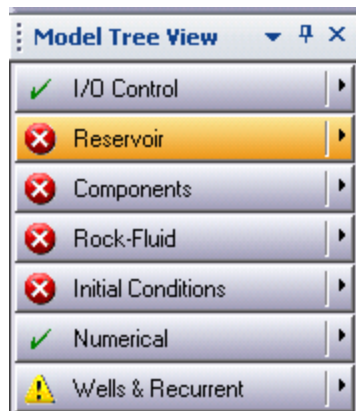 Model Tree View
I/O Control
Reservoir
Components
Rock-Fluid
Initial Conditions
Numerical
Wells & Recurrent